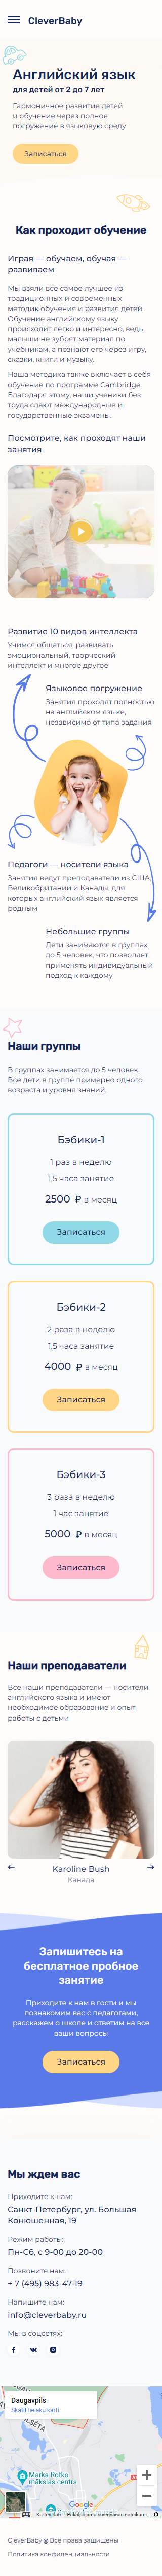 CleverBaby
Английский язык
для детей от 2 до 7 лет
Гармоничное развитие детей
и обучение через полное
погружение в языковую среду
Записаться
Как проходит обучение
Играя — обучаем, обучая —
развиваем
Мы взяли все самое лучшее из
традиционных и современных
методик обучения и развития детей.
Обучение английскому языку
происходит легко и интересно, ведь
малыши не зубрят материал по
учебникам, а познают его через игру,
сказки, книги и музыку.
Наша методика также включает в себя
обучение по программе Cambridge.
Благодаря этому, наши ученики без
труда сдают международные и
государственные экзамены.
Посмотрите, как проходят наши
занятия
Развитие 10 видов интеллекта
Учимся общаться, развивать
эмоциональный, творческий
интеллект и многое другое
Языковое погружение
Занятия проходят полностью
на английском языке,
независимо от типа задания
Педагоги — носители языка
Занятия ведут преподаватели из США,
Великобритании и Канады, для
которых английский язык является
родным
Небольшие группы
Дети занимаются в группах
до 5 человек, что позволяет
применять индивидуальный
подход к каждому
Наши группы
В группах занимается до 5 человек.
Все дети в группе примерно одного
возраста и уровня знаний.
Бэбики-1
1 раз в неделю
1,5 часа занятие
2500 ₽ в месяц
Записаться
Бэбики-2
2 раза в неделю
1,5 часа занятие
4000 ₽ в месяц
Записаться
Бэбики-3
3 раза в неделю
1 час занятие
5000 ₽ в месяц
Записаться
Наши преподаватели
Все наши преподаватели — носители
английского языка и имеют
необходимое образование и опыт
работы с детьми
Karoline Bush
Канада
Запишитесь на
бесплатное пробное
занятие
Приходите к нам в гости и мы
познакомим вас с педагогами,
расскажем о школе и ответим на все
ваши вопросы
Записаться
Мы ждем вас
Приходите к нам:
Санкт-Петербург, ул. Большая
Конюшенная, 19
Режим работы:
Пн-Сб, с 9-00 до 20-00
Позвоните нам:
+ 7 (495) 983-47-19
Напишите нам:
info@cleverbaby.ru
Мы в соцсетях:
Daugavpils
Skatīt lielāku karti
Marka Rotko
mākslas centrs
Google
Karšu dati
Pakalpojumu sniegšanas noteikumi
CleverBaby © Все права защищены
Политика конфиденциальности